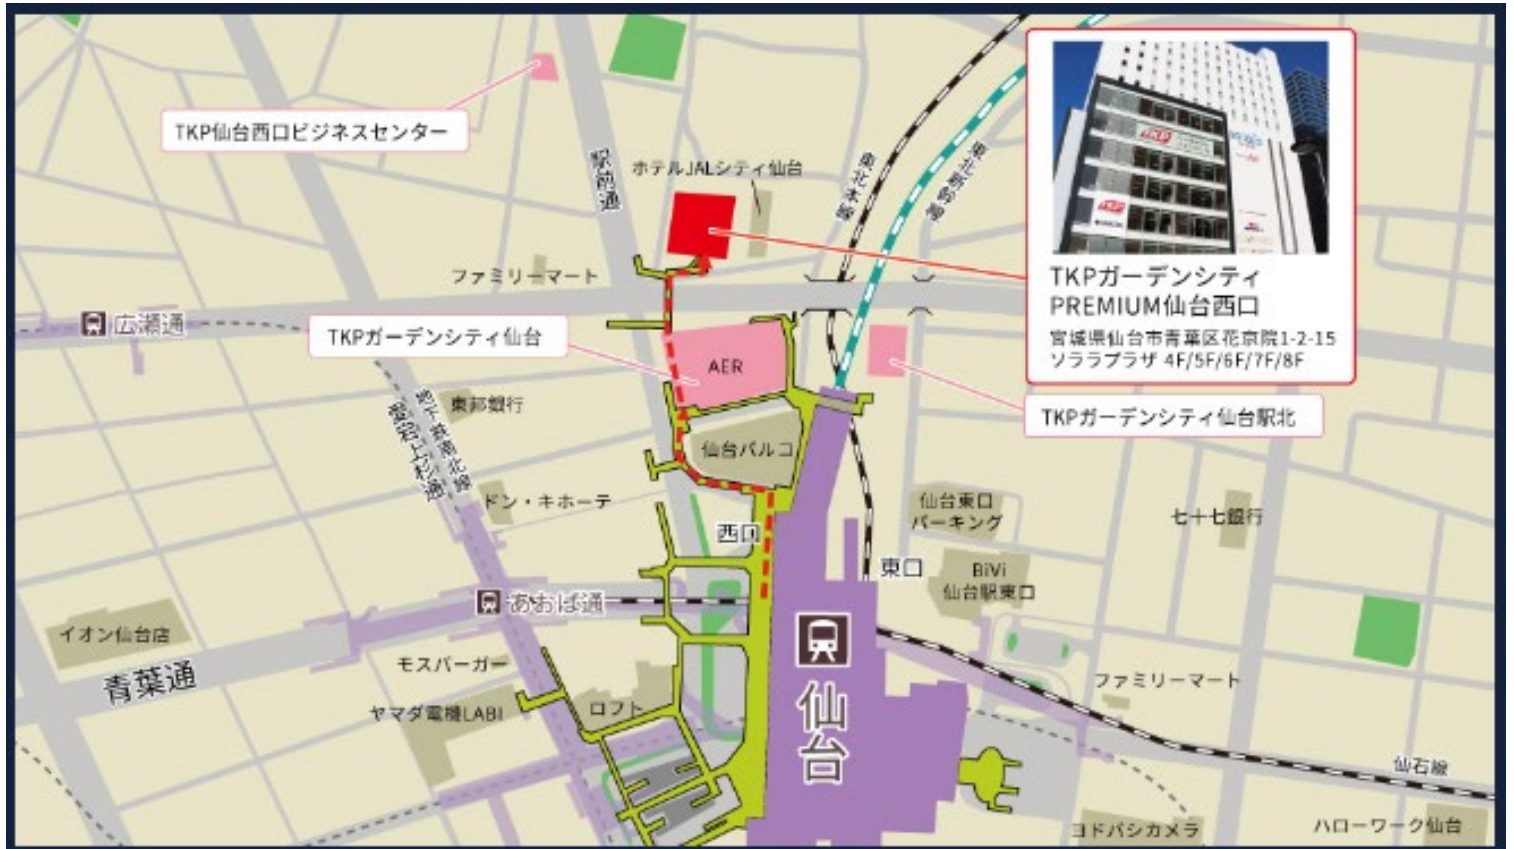 TKP仙台西口ビジネスセンター
駅前通
ホテルJALシティ仙台
東北本線
東北新幹線
TKP
TKP
TKPガーデンシティ
PREMIUM仙台西口
宮城県仙台市青葉区花京院1-2-15
ソララプラザ 4F/5F/6F/7F/8F
ファミリーマート
広瀬通
TKPガーデンシティ仙台
AER
TKPガーデンシティ仙台駅北
東邦銀行
地下鉄南北線
愛宕上杉通
仙台パルコ
ドン・キホーテ
西口
仙台東口
パーキング
七十七銀行
東口
BiVi
仙台駅東口
あおば通
イオン仙台店
青葉通
モスバーガー
ヤマダ電機LABI
ロフト
仙台
ファミリーマート
仙石線
ヨドバシカメラ
ハローワーク仙台